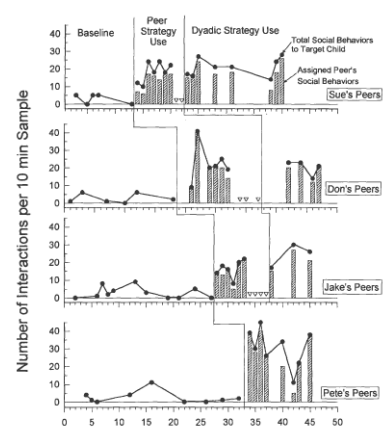 Baseline
Peer
Strategy
Use
Dyadic Strategy Use
Total Social Behaviors
to Target Child
Assigned Peer's
Social Behaviors
40
30
20
10
0
Sue's Peers
40
30
20
10
0
Don's Peers
40
30
20
10
0
Jake's Peers
40
30
20
10
0
Pete's Peers
0 5 10 15 20 25 30 35 40 45 50
Number of Interactions per 10 min Sample